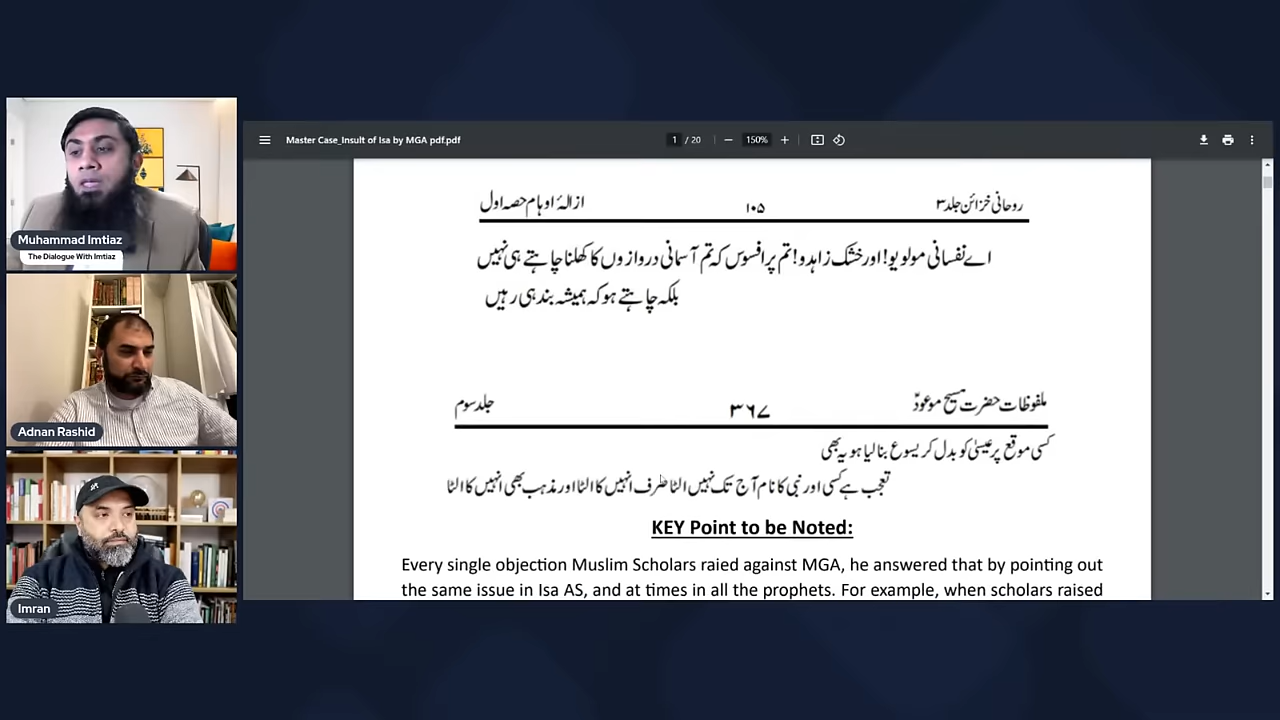 Muhammad Imtiaz
The Dialogue With Imtiaz
Adnan Rashid
Imran
Master Case_Insult of Isa by MGA pdf.pdf
1 / 20
150%
روحانی خزائن جلد۳ ۱۰۵ ازالۂ اوہام حصہ اول
اے نفسانی مولویو! اور خشک زاہدو! تم پر افسوس کہ تم آسمانی دروازوں کا کھلنا چاہتے ہی نہیں
بلکہ چاہتے ہو کہ ہمیشہ بند ہی رہیں
ملفوظات حضرت مسیح موعودؑ ۳۶۷ جلد سوم
کسی موقع پر عیسیٰ کو بدل کر یسوع بنا لیا ہو یہ بھی
تعجب ہے کسی اور نبی کا نام آج تک نہیں الٹا طرف انہیں کا الٹا اور مذہب بھی انہیں کا الٹا
KEY Point to be Noted:
Every single objection Muslim Scholars raied against MGA, he answered that by pointing out
the same issue in Isa AS, and at times in all the prophets. For example, when scholars raised